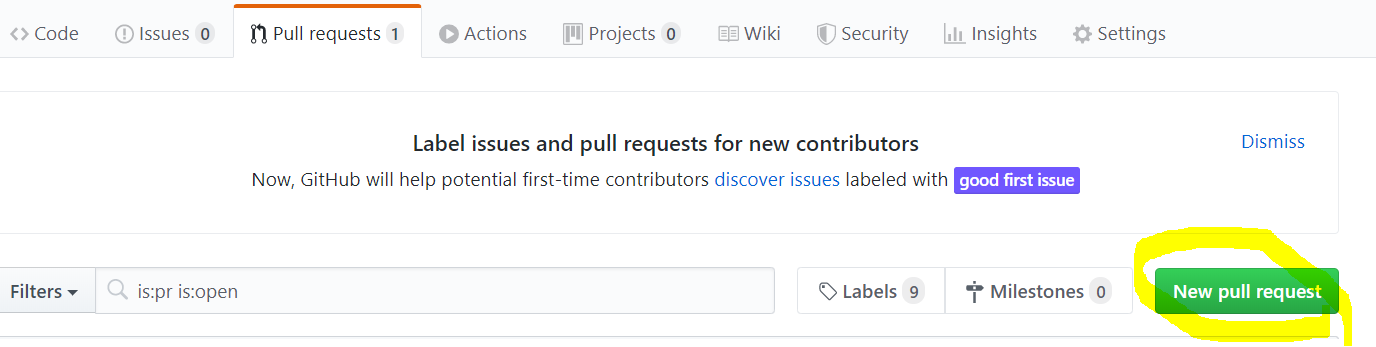 Code Issues 0 Pull requests 1 Actions Projects 0 Wiki Security Insights Settings
Label issues and pull requests for new contributors
Dismiss
Now, GitHub will help potential first-time contributors discover issues labeled with good first issue
Filters is:pr is:open Labels 9 Milestones 0 New pull request